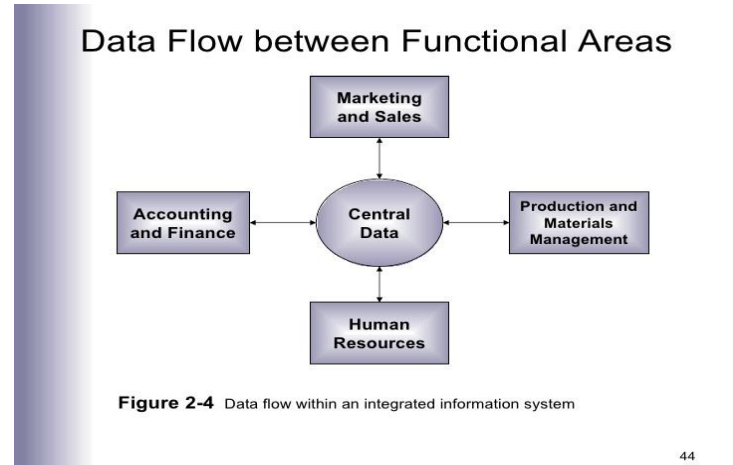 Data Flow between Functional Areas
Marketing
and Sales
Accounting
and Finance
Central
Data
Production and
Materials
Management
Human
Resources
Figure 2-4 Data flow within an integrated information system
44